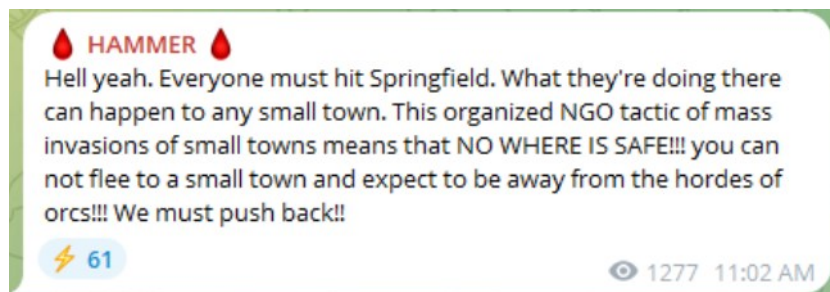 🩸 HAMMER 🩸
Hell yeah. Everyone must hit Springfield. What they're doing there
can happen to any small town. This organized NGO tactic of mass
invasions of small towns means that NO WHERE IS SAFE!!! you can
not flee to a small town and expect to be away from the hordes of
orcs!!! We must push back!!
⚡ 61
1277 11:02 AM